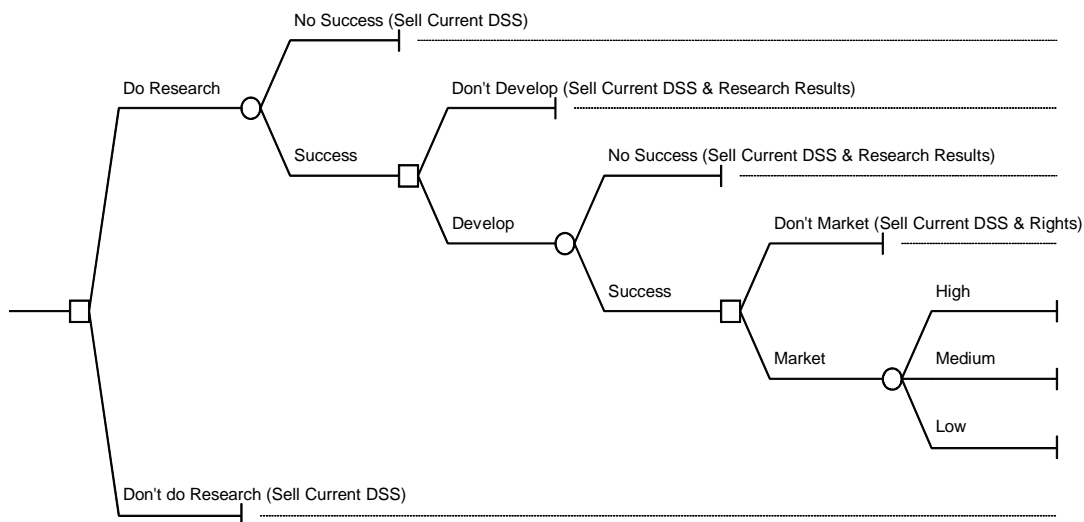 No Success (Sell Current DSS)
Do Research
Don't Develop (Sell Current DSS & Research Results)
Success
No Success (Sell Current DSS & Research Results)
Develop
Don't Market (Sell Current DSS & Rights)
Success
High
Market
Medium
Low
Don't do Research (Sell Current DSS)